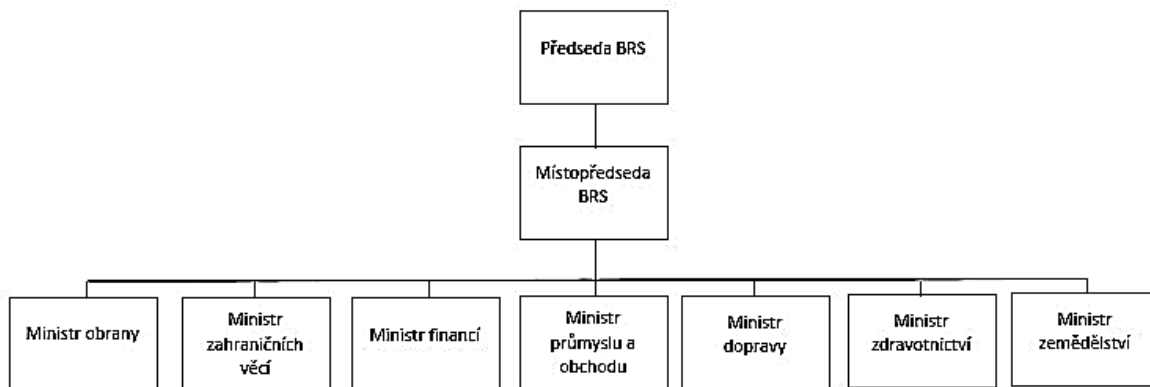 Předseda BRS
Místopředseda
BRS
Ministr obrany
Ministr
zahraničních
věcí
Ministr financí
Ministr
průmyslu a
obchodu
Ministr
dopravy
Ministr
zdravotnictví
Ministr
zemědělství